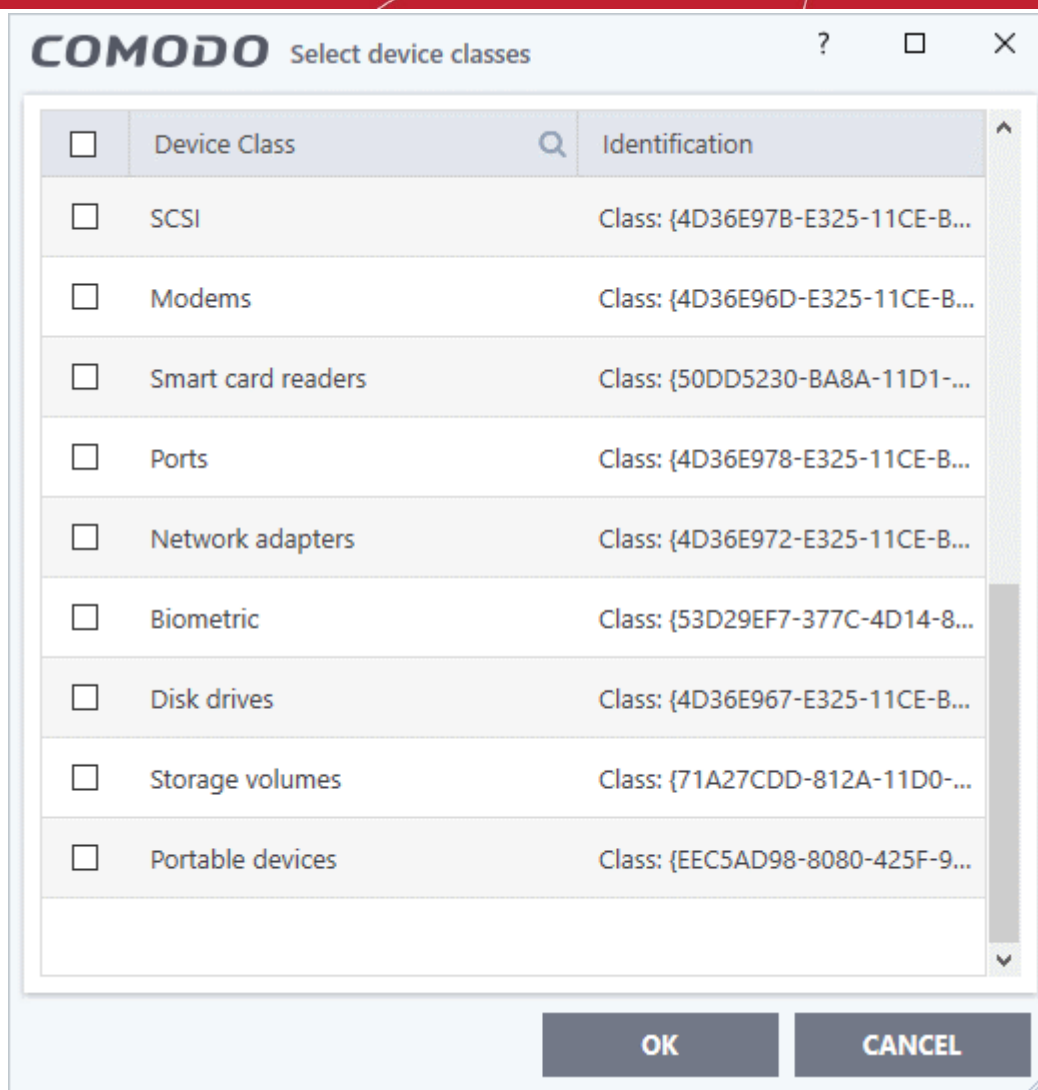 COMODO Select device classes ?
Device Class Identification
SCSI Class: {4D36E97B-E325-11CE-B...
Modems Class: {4D36E96D-E325-11CE-B...
Smart card readers Class: {50DD5230-BA8A-11D1-...
Ports Class: {4D36E978-E325-11CE-B...
Network adapters Class: {4D36E972-E325-11CE-B...
Biometric Class: {53D29EF7-377C-4D14-8...
Disk drives Class: {4D36E967-E325-11CE-B...
Storage volumes Class: {71A27CDD-812A-11D0-...
Portable devices Class: {EEC5AD98-8080-425F-9...
OK CANCEL